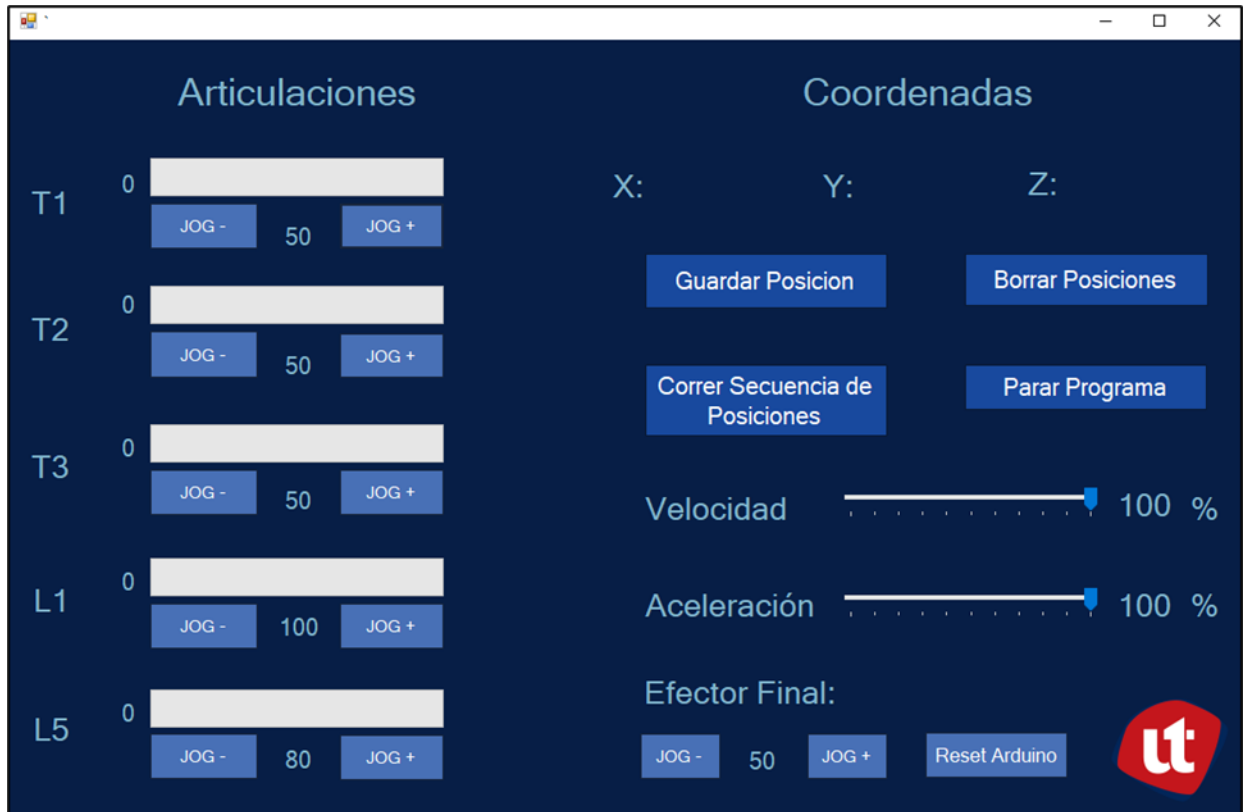 `
Articulaciones
T1
0
JOG -
50
JOG +
T2
0
JOG -
50
JOG +
T3
0
JOG -
50
JOG +
L1
0
JOG -
100
JOG +
L5
0
JOG -
80
JOG +
Coordenadas
X:
Y:
Z:
Guardar Posicion
Borrar Posiciones
Correr Secuencia de
Posiciones
Parar Programa
Velocidad
100 %
Aceleración
100 %
Efector Final:
JOG -
50
JOG +
Reset Arduino
ut